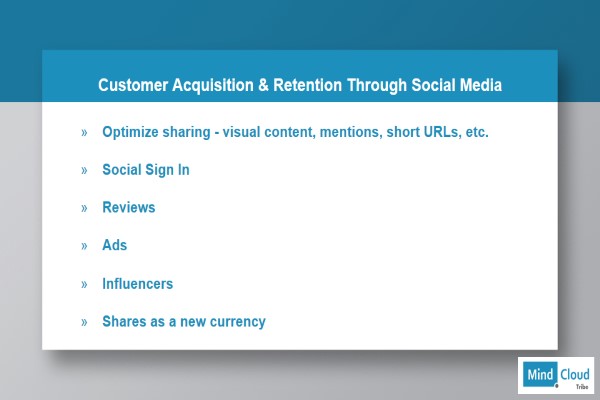 Customer Acquisition & Retention Through Social Media
» Optimize sharing - visual content, mentions, short URLs, etc.
» Social Sign In
» Reviews
» Ads
» Influencers
» Shares as a new currency
Mind.Cloud
Tribe